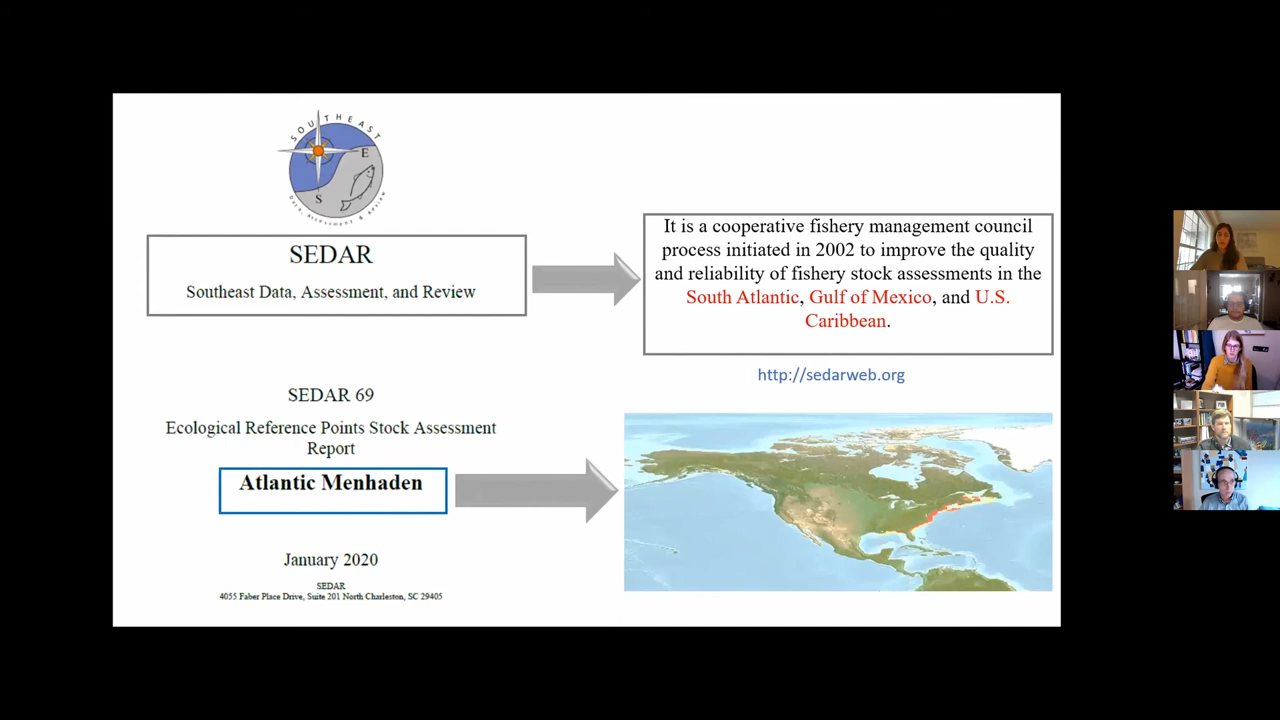 SOUTHEAST
E
S
Data, Assessment & Review
SEDAR
Southeast Data, Assessment, and Review
It is a cooperative fishery management council
process initiated in 2002 to improve the quality
and reliability of fishery stock assessments in the
South Atlantic, Gulf of Mexico, and U.S.
Caribbean.
http://sedarweb.org
SEDAR 69
Ecological Reference Points Stock Assessment
Report
Atlantic Menhaden
January 2020
SEDAR
4055 Faber Place Drive, Suite 201 North Charleston, SC 29405